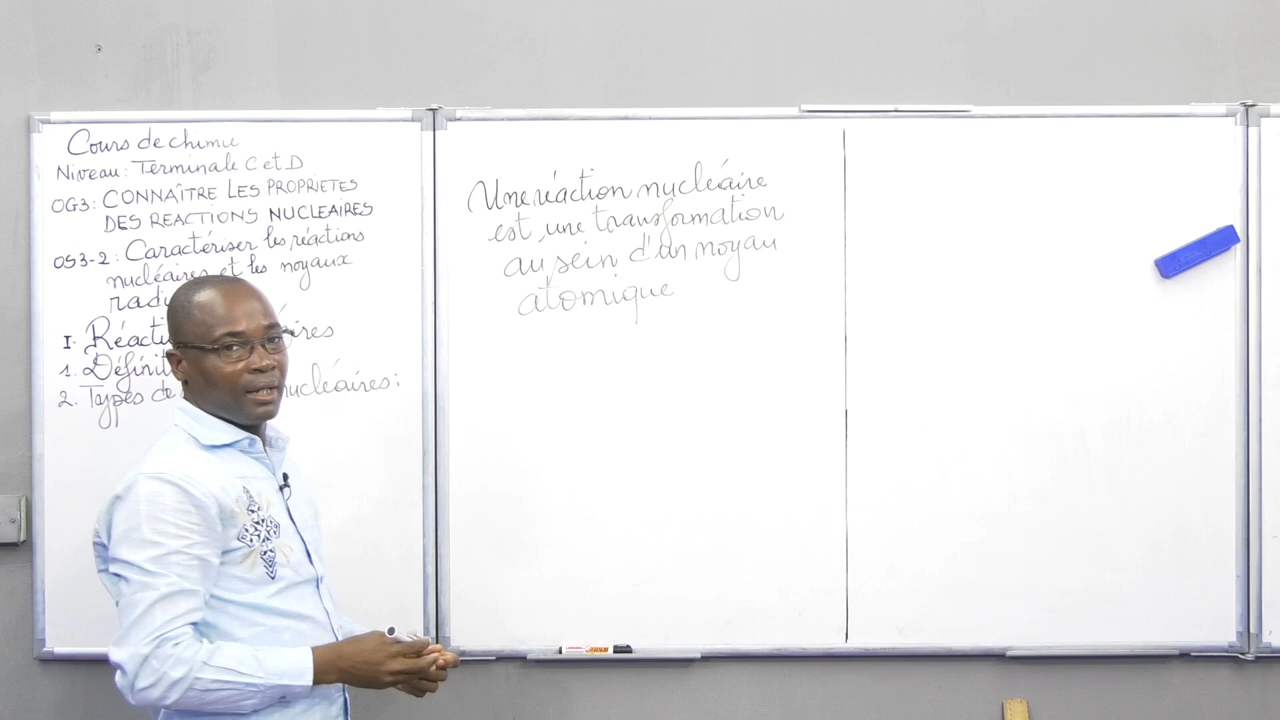 Cours de chimie
Niveau : Terminale C et D
OG3 : CONNAÎTRE LES PROPRIETES
DES REACTIONS NUCLEAIRES
OS3-2 : Caractériser les réactions
nucléaires et les noyaux
I. Réacti
1. Définit
2. Types de nucléaires :
Une réaction nucléaire
est une transformation
au sein d'un noyau
atomique